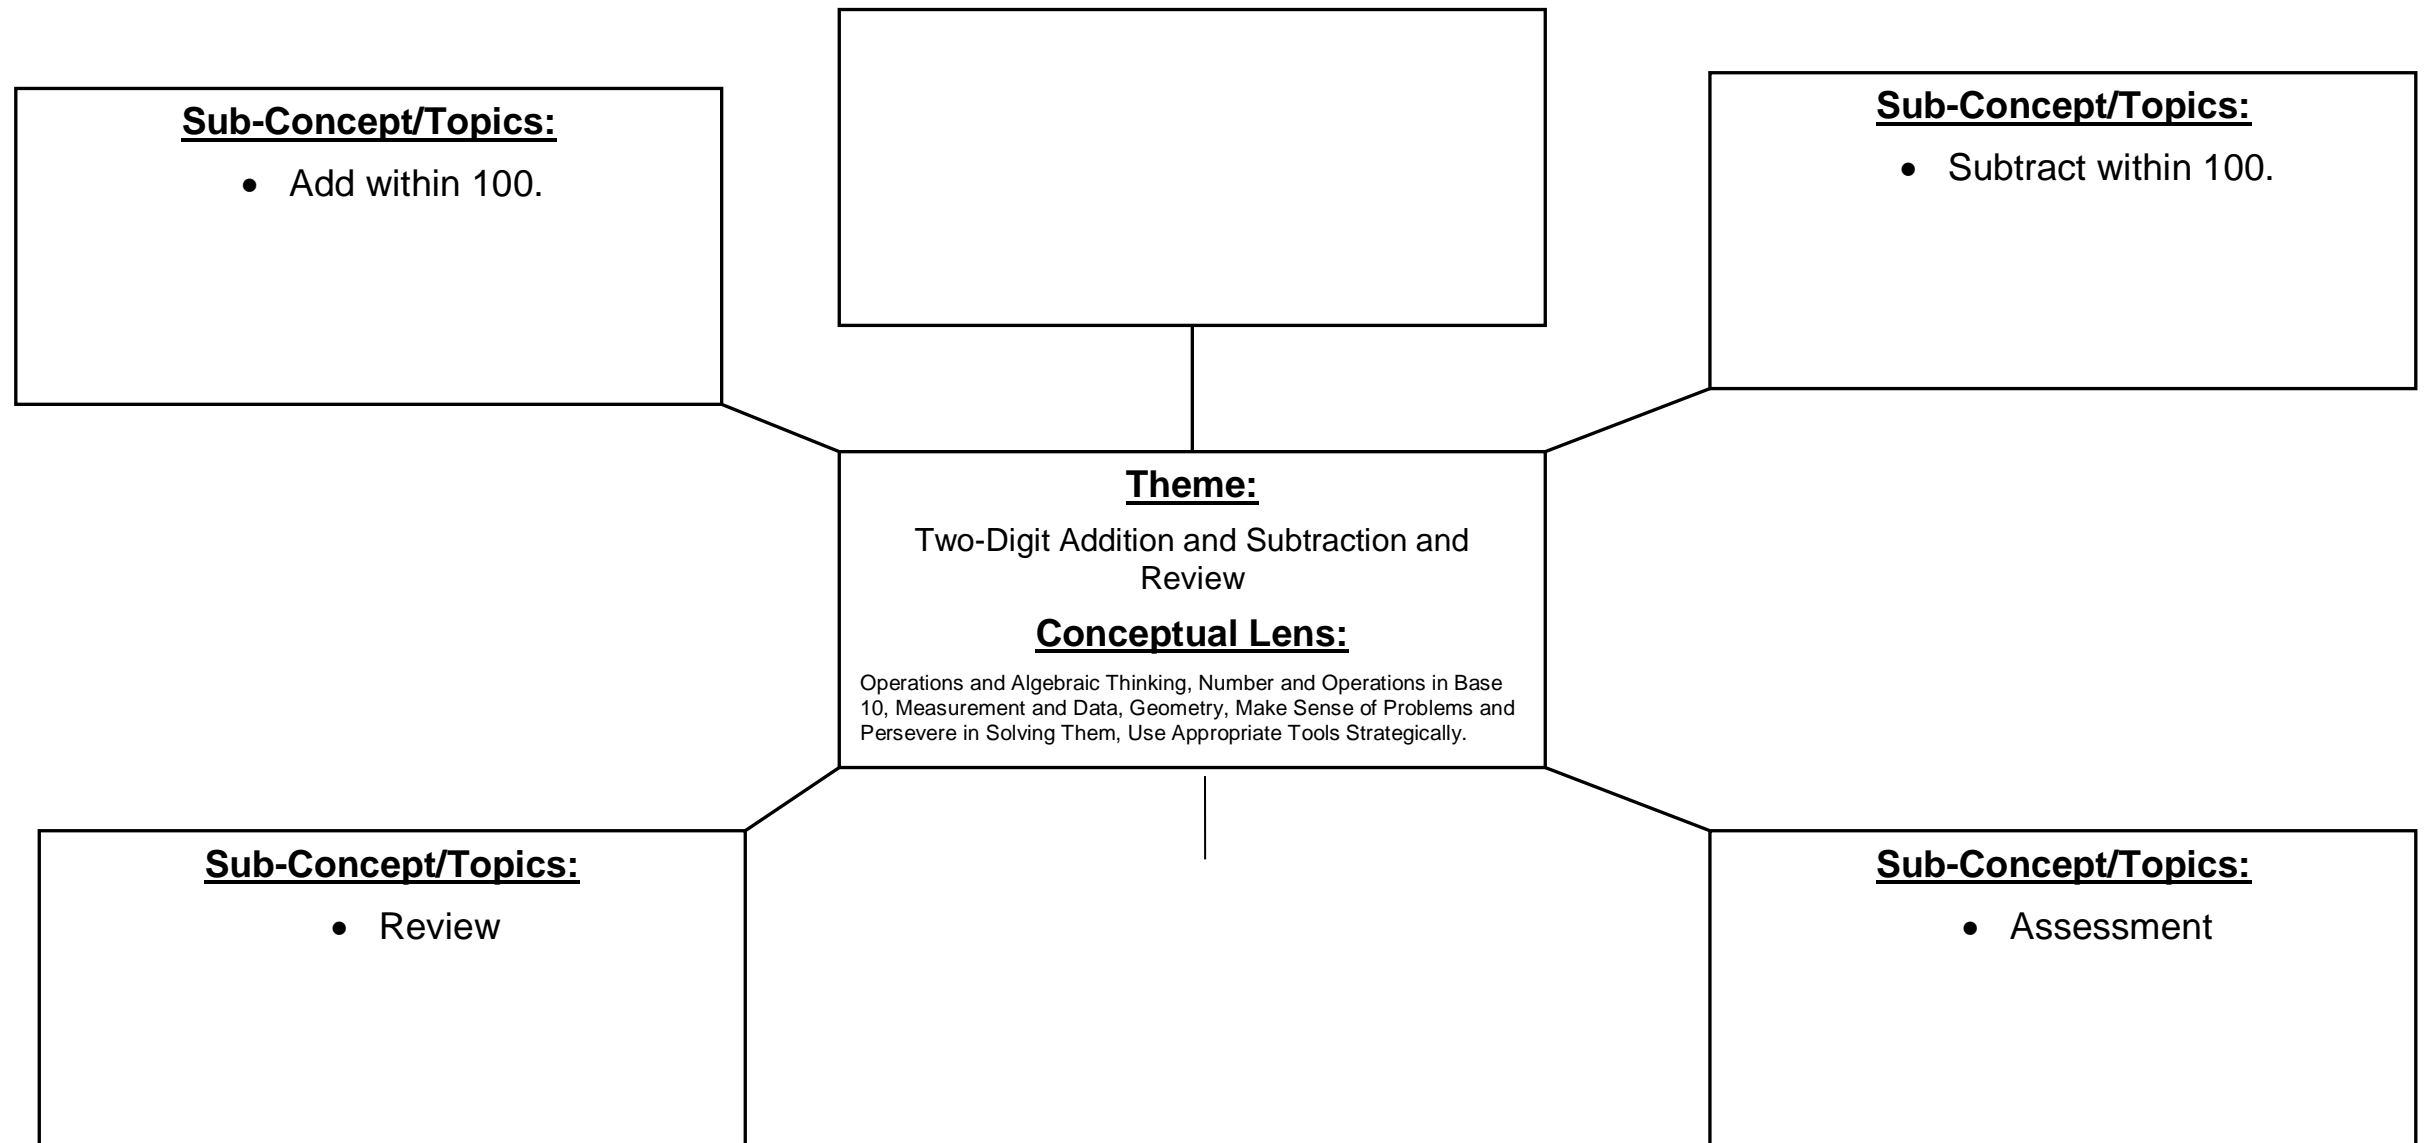 Sub-Concept/Topics:
• Add within 100.
Sub-Concept/Topics:
• Subtract within 100.
Theme:
Two-Digit Addition and Subtraction and
Review
Conceptual Lens:
Operations and Algebraic Thinking, Number and Operations in Base
10, Measurement and Data, Geometry, Make Sense of Problems and
Persevere in Solving Them, Use Appropriate Tools Strategically.
Sub-Concept/Topics:
• Review
Sub-Concept/Topics:
• Assessment